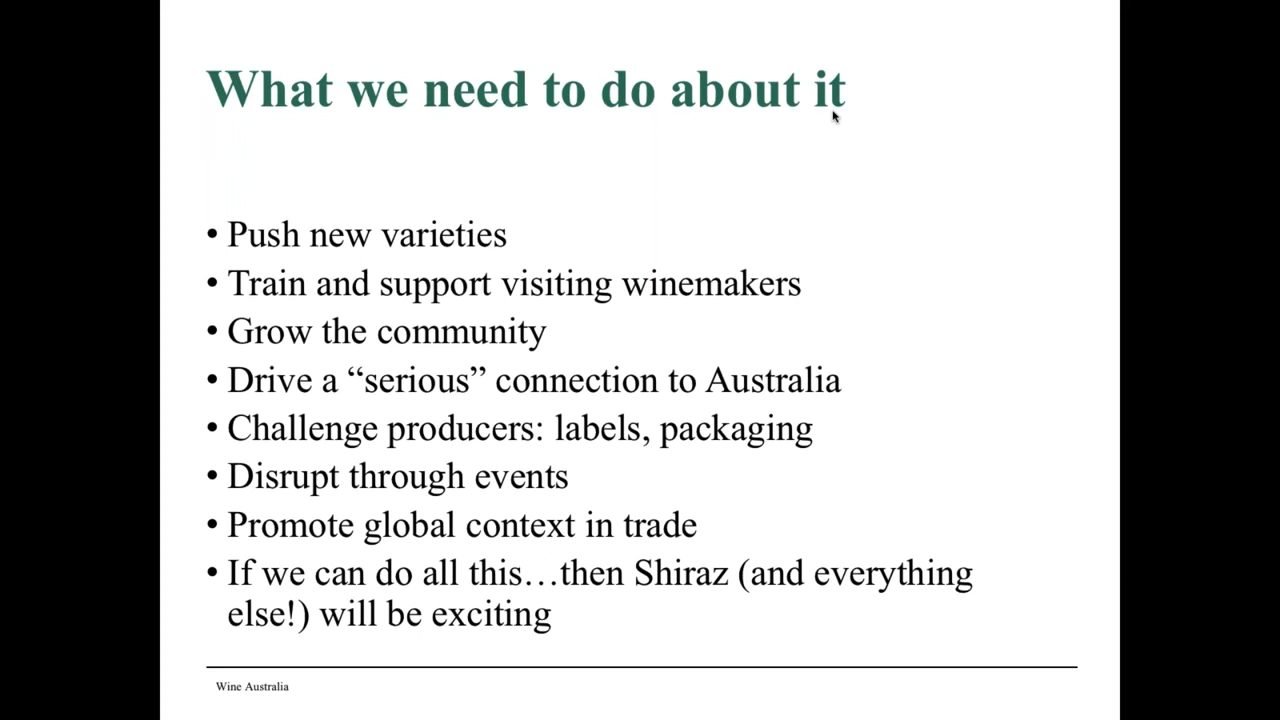 What we need to do about it
• Push new varieties
• Train and support visiting winemakers
• Grow the community
• Drive a “serious” connection to Australia
• Challenge producers: labels, packaging
• Disrupt through events
• Promote global context in trade
• If we can do all this…then Shiraz (and everything
else!) will be exciting
Wine Australia